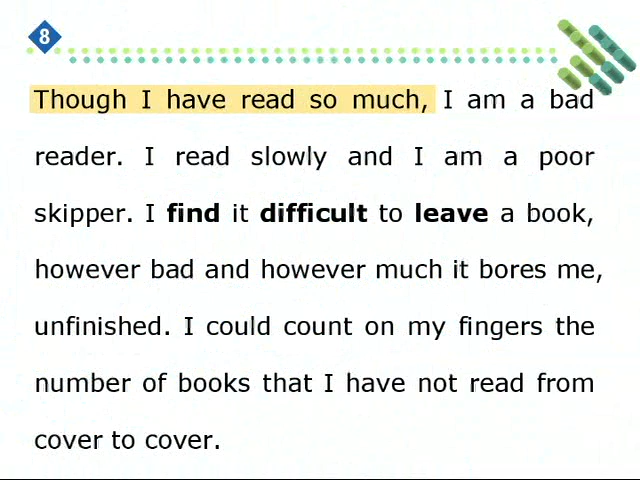 8
Though I have read so much, I am a bad
reader. I read slowly and I am a poor
skipper. I find it difficult to leave a book,
however bad and however much it bores me,
unfinished. I could count on my fingers the
number of books that I have not read from
cover to cover.